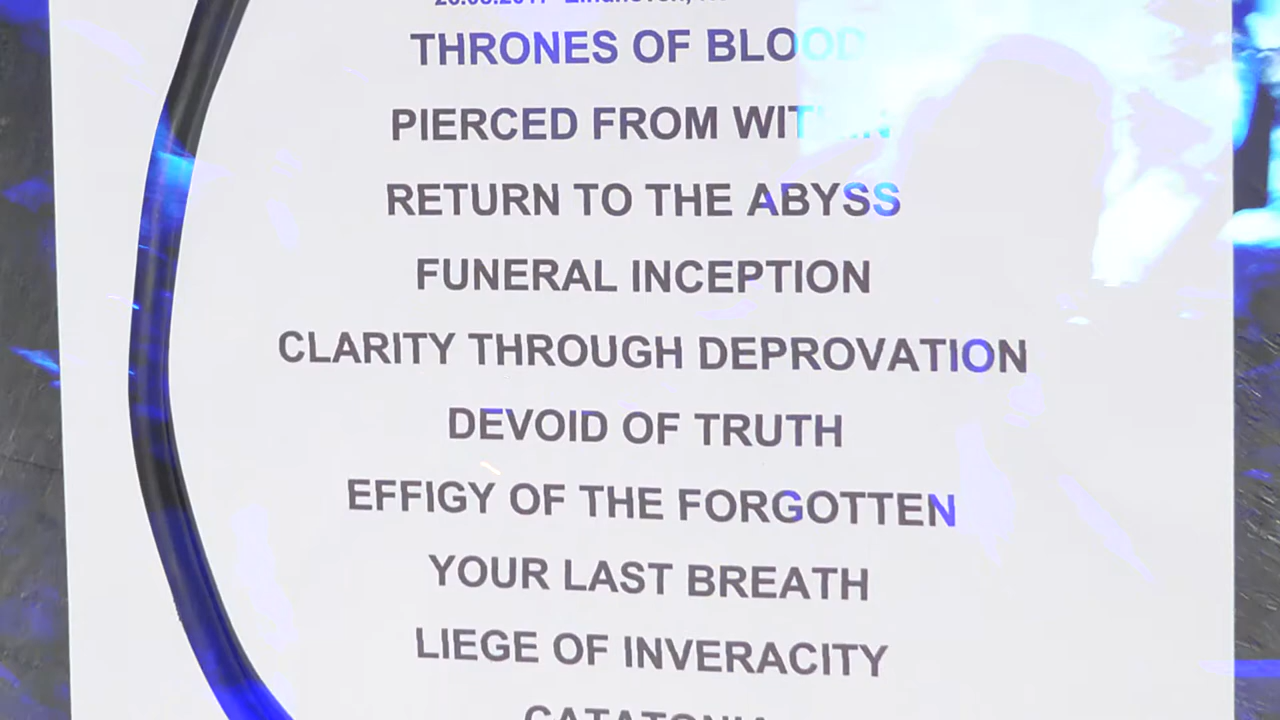 THRONES OF BLOOD
PIERCED FROM WITHIN
RETURN TO THE ABYSS
FUNERAL INCEPTION
CLARITY THROUGH DEPROVATION
DEVOID OF TRUTH
EFFIGY OF THE FORGOTTEN
YOUR LAST BREATH
LIEGE OF INVERACITY
CATATONIA